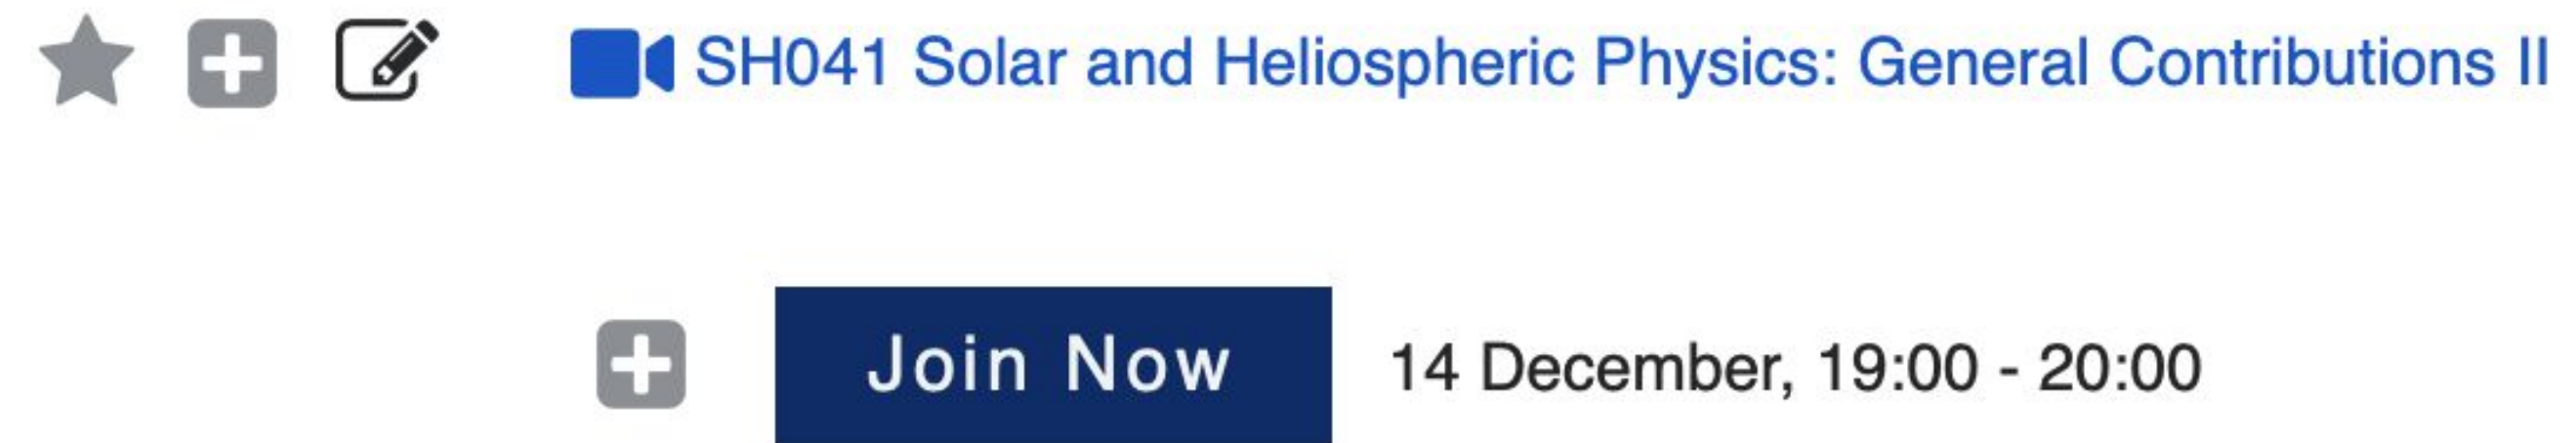 SH041 Solar and Heliospheric Physics: General Contributions II
Join Now 14 December, 19:00 - 20:00